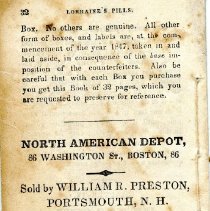 32 LORRAINE'S PILLS.
Box. No others are genuine. All other
form of boxes, and labels are, at the com-
mencement of the year 1847, taken in and
laid aside, in consequence of the base im-
position of the counterfeiters. Also be
careful that with each Box you purchase
you get this Book of 32 pages, which you
are requested to preserve for reference.
NORTH AMERICAN DEPOT,
86 WASHINGTON ST., BOSTON, 86
Sold by WILLIAM R. PRESTON,
PORTSMOUTH, N. H.